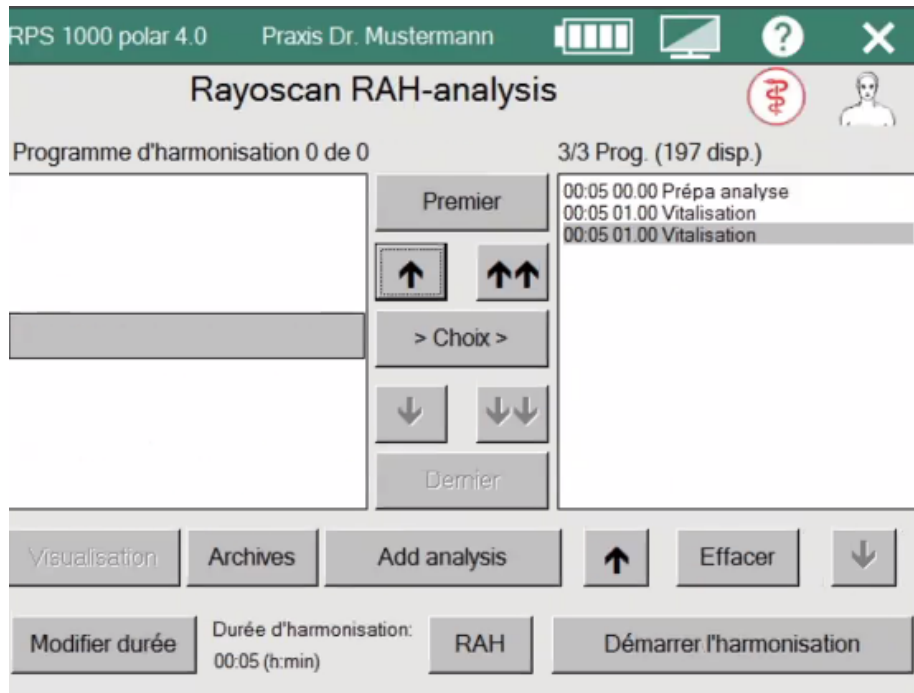 RPS 1000 polar 4.0 Praxis Dr. Mustermann ?
Rayoscan RAH-analysis
Programme d'harmonisation 0 de 0
3/3 Prog. (197 disp.)
Premier
00:05 00.00 Prépa analyse
00:05 01.00 Vitalisation
00:05 01.00 Vitalisation
> Choix >
Dernier
Visualisation
Archives
Add analysis
Effacer
Modifier durée
Durée d'harmonisation:
00:05 (h:min)
RAH
Démarrer l'harmonisation